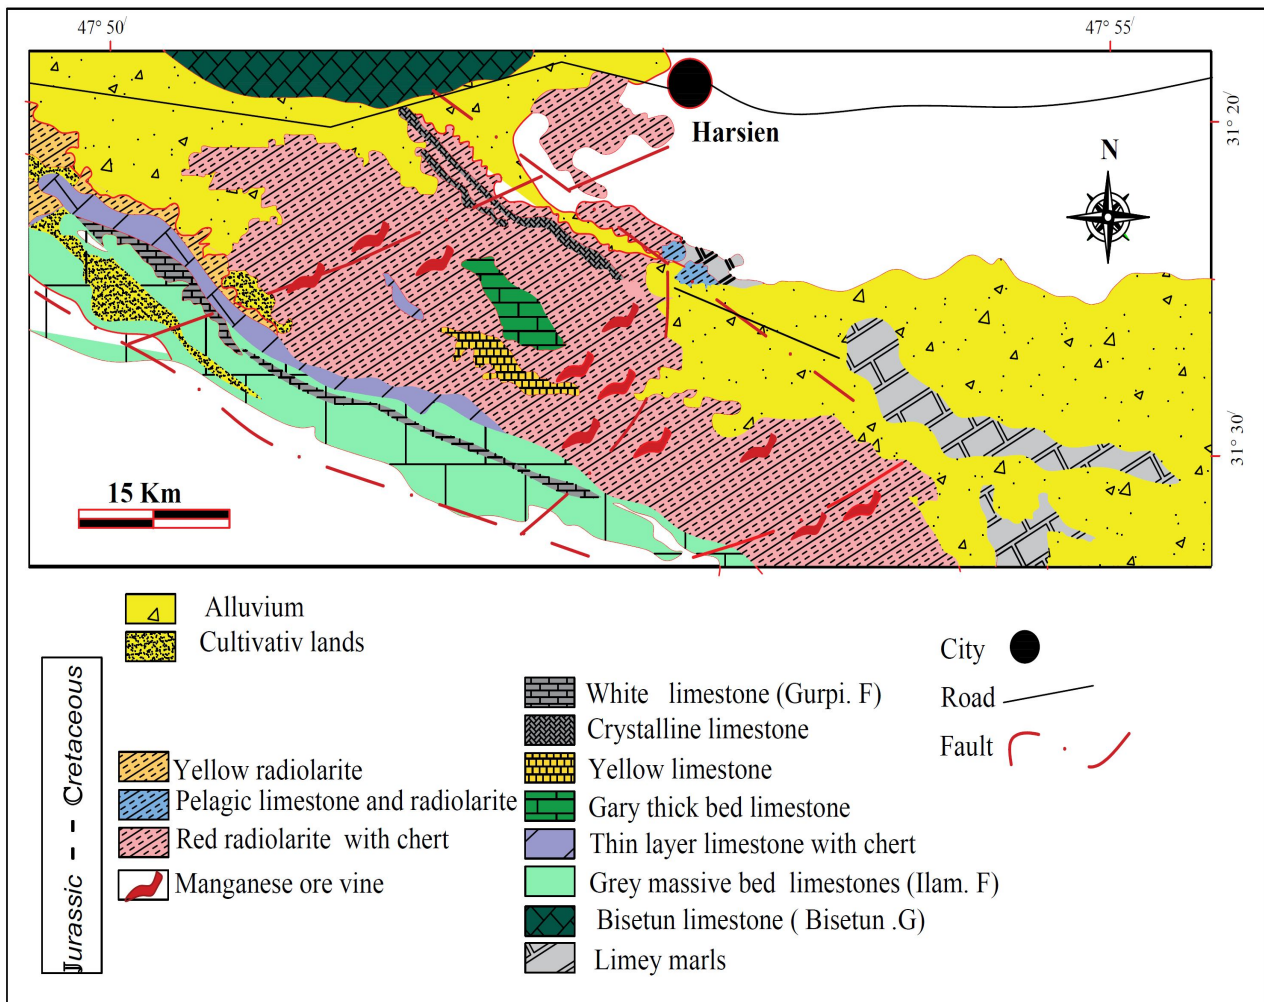 47° 50′
47° 55′
31° 20′
Harsien
N
31° 30′
15 Km
Alluvium
Cultivativ lands
Jurassic - - Cretaceous
Yellow radiolarite
Pelagic limestone and radiolarite
Red radiolarite with chert
Manganese ore vine
White limestone (Gurpi. F)
Crystalline limestone
Yellow limestone
Gary thick bed limestone
Thin layer limestone with chert
Grey massive bed limestones (Ilam. F)
Bisetun limestone ( Bisetun .G)
Limey marls
City
Road
Fault